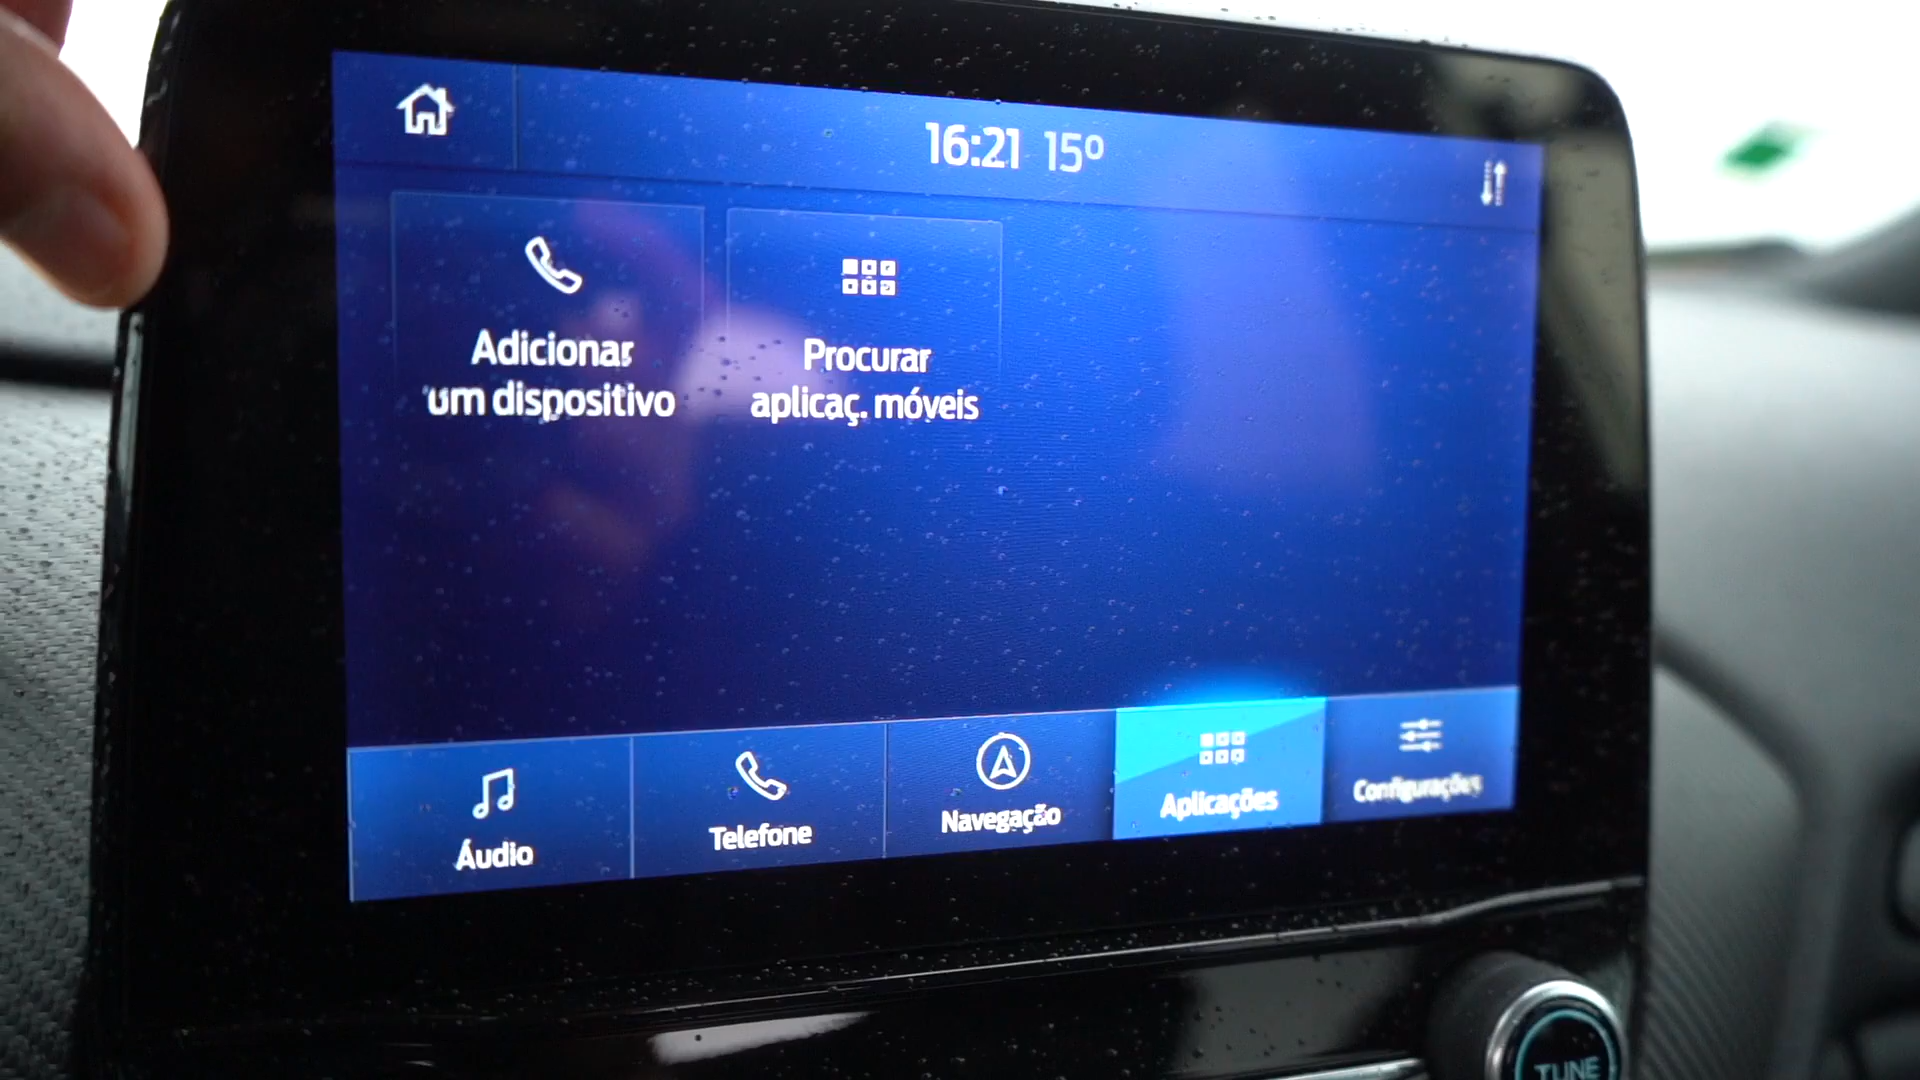 16:21 15º
Adicionar
um dispositivo
Procurar
aplicaç. móveis
Áudio
Telefone
Navegação
Aplicações
Configurações
TUNE